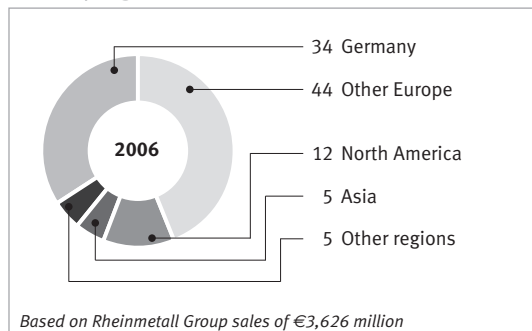 34 Germany
44 Other Europe
2006
12 North America
5 Asia
5 Other regions
Based on Rheinmetall Group sales of €3,626 million